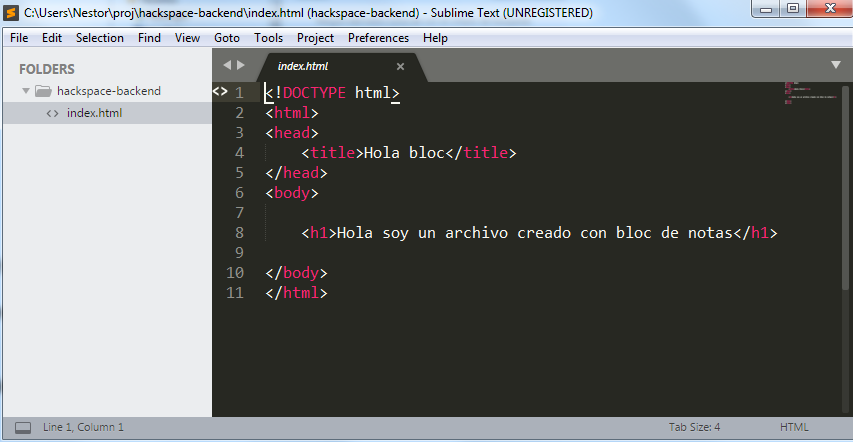 C:\Users\Nestor\proj\hackspace-backend\index.html (hackspace-backend) - Sublime Text (UNREGISTERED)
File Edit Selection Find View Goto Tools Project Preferences Help
FOLDERS
hackspace-backend
index.html
index.html
<> 1 <!DOCTYPE html>
2 <html>
3 <head>
4     <title>Hola bloc</title>
5 </head>
6 <body>
7
8     <h1>Hola soy un archivo creado con bloc de notas</h1>
9
10 </body>
11 </html>
Line 1, Column 1 Tab Size: 4 HTML